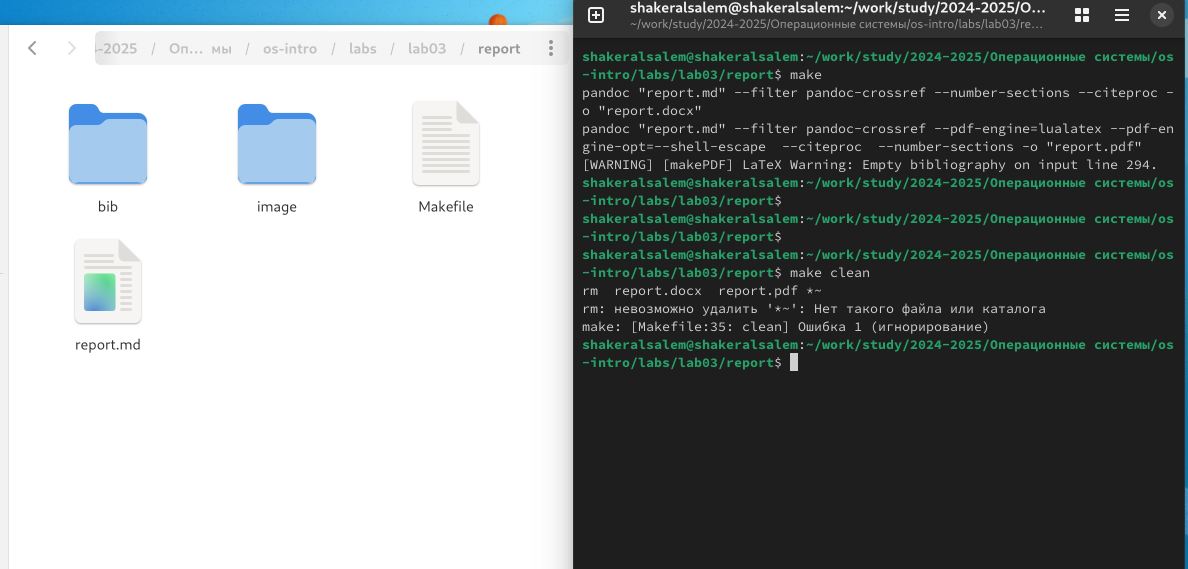 -2025 / Оп... мы / os-intro / labs / lab03 / report
bib
image
Makefile
report.md
shakeralsalem@shakeralsalem:~/work/study/2024-2025/О...
~/work/study/2024-2025/Операционные системы/os-intro/labs/lab03/re...
shakeralsalem@shakeralsalem:~/work/study/2024-2025/Операционные системы/os
-intro/labs/lab03/report$ make
pandoc "report.md" --filter pandoc-crossref --number-sections --citeproc -
o "report.docx"
pandoc "report.md" --filter pandoc-crossref --pdf-engine=lualatex --pdf-en
gine-opt=--shell-escape  --citeproc  --number-sections -o "report.pdf"
[WARNING] [makePDF] LaTeX Warning: Empty bibliography on input line 294.
shakeralsalem@shakeralsalem:~/work/study/2024-2025/Операционные системы/os
-intro/labs/lab03/report$
shakeralsalem@shakeralsalem:~/work/study/2024-2025/Операционные системы/os
-intro/labs/lab03/report$
shakeralsalem@shakeralsalem:~/work/study/2024-2025/Операционные системы/os
-intro/labs/lab03/report$ make clean
rm  report.docx  report.pdf *~
rm: невозможно удалить '*~': Нет такого файла или каталога
make: [Makefile:35: clean] Ошибка 1 (игнорирование)
shakeralsalem@shakeralsalem:~/work/study/2024-2025/Операционные системы/os
-intro/labs/lab03/report$